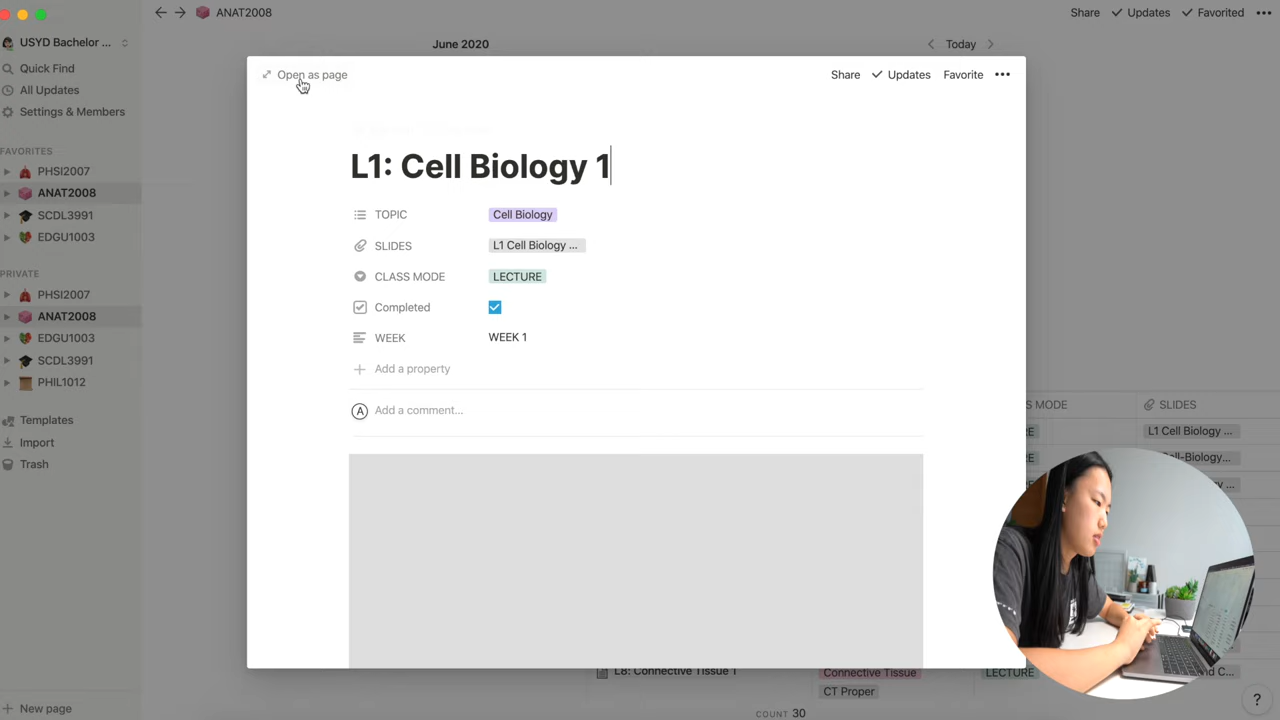 ANAT2008
Share
Updates
Favorited
USYD Bachelor ...
Quick Find
All Updates
Settings & Members
FAVORITES
PHSI2007
ANAT2008
SCDL3991
EDGU1003
PRIVATE
PHSI2007
ANAT2008
EDGU1003
SCDL3991
PHIL1012
Templates
Import
Trash
New page
June 2020
Today
Open as page
Share
Updates
Favorite
L1: Cell Biology 1
TOPIC
Cell Biology
SLIDES
L1 Cell Biology ...
CLASS MODE
LECTURE
Completed
WEEK
WEEK 1
Add a property
A
Add a comment...
MODE
SLIDES
L1 Cell Biology ...
L8: Connective Tissue 1
Connective Tissue
LECTURE
CT Proper
COUNT 30
?